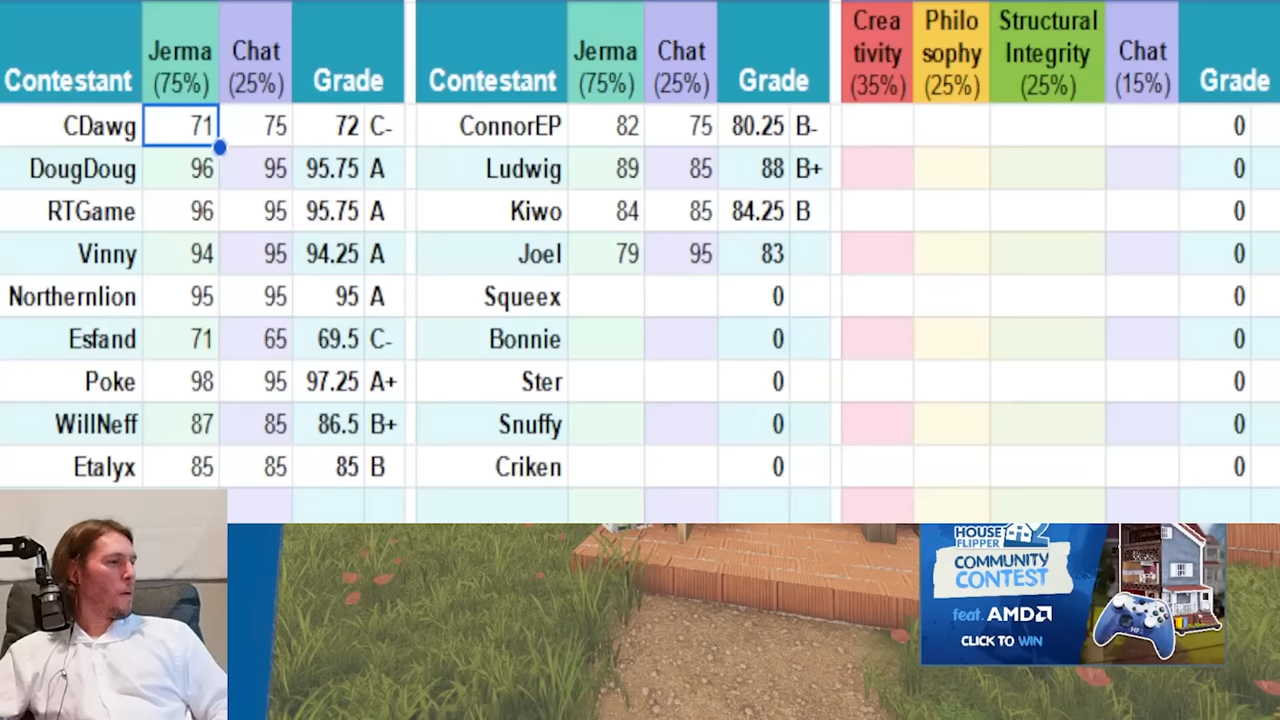 Contestant Jerma (75%) Chat (25%) Grade Contestant Jerma (75%) Chat (25%) Grade Crea tivity (35%) Philo sophy (25%) Structural Integrity (25%) Chat (15%) Grade
CDawg 71 75 72 C- ConnorEP 82 75 80.25 B- 0
DougDoug 96 95 95.75 A Ludwig 89 85 88 B+ 0
RTGame 96 95 95.75 A Kiwo 84 85 84.25 B 0
Vinny 94 95 94.25 A Joel 79 95 83 0
Northernlion 95 95 95 A Squeex 0 0
Esfand 71 65 69.5 C- Bonnie 0 0
Poke 98 95 97.25 A+ Ster 0 0
WillNeff 87 85 86.5 B+ Snuffy 0 0
Etalyx 85 85 85 B Criken 0 0
HOUSE
FLIPPER 2
COMMUNITY
CONTEST
feat. AMD
CLICK TO WIN